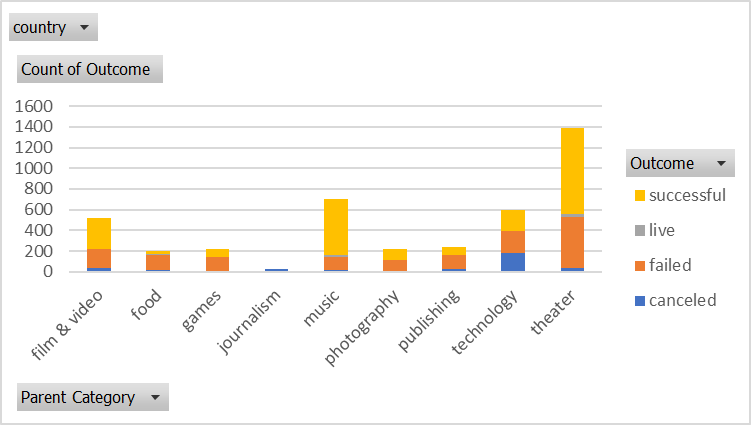 country
Count of Outcome
1600
1400
1200
1000
800
600
400
200
0
film & video
food
games
journalism
music
photography
publishing
technology
theater
Outcome
successful
live
failed
canceled
Parent Category